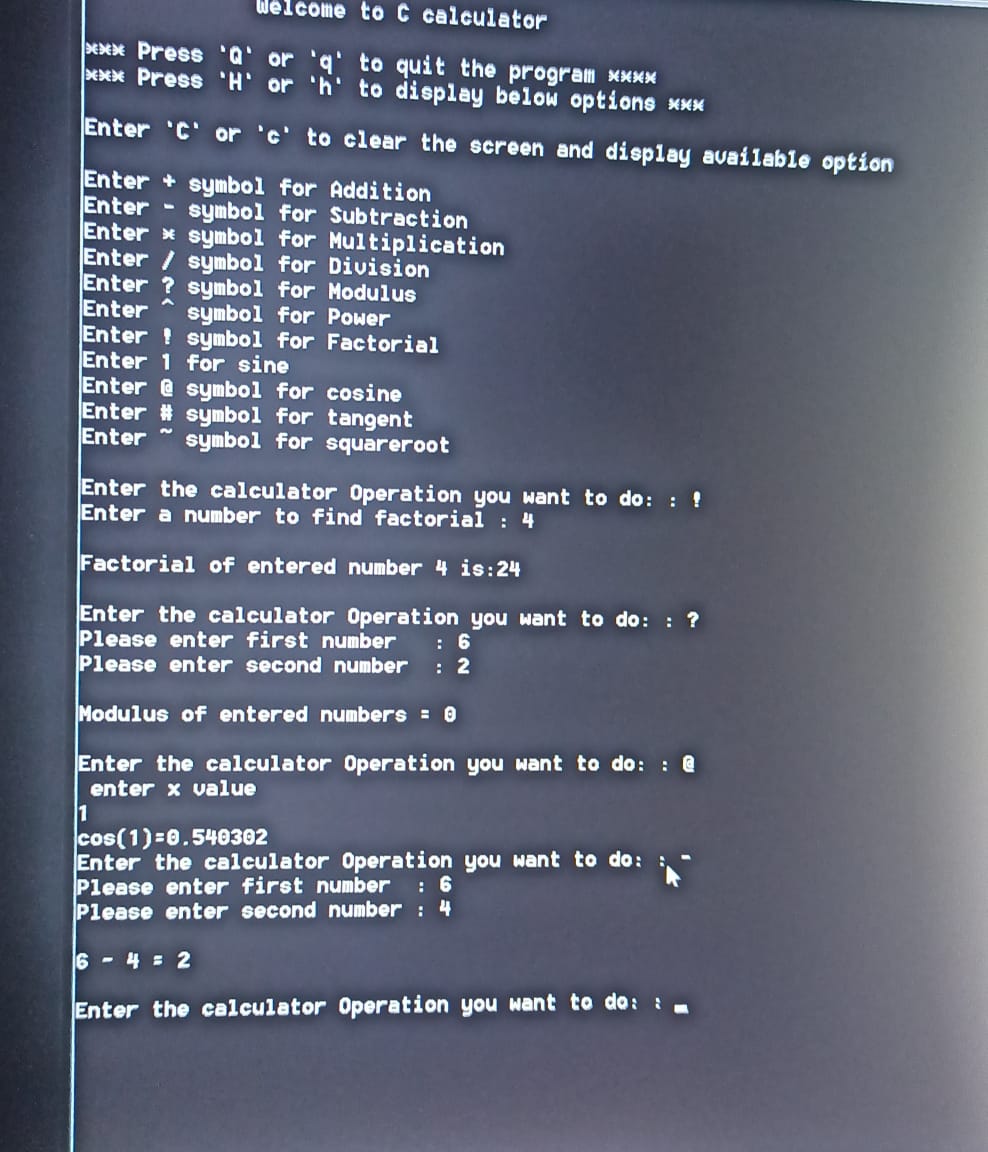 Welcome to C calculator
*** Press 'Q' or 'q' to quit the program ****
*** Press 'H' or 'h' to display below options ***
Enter 'C' or 'c' to clear the screen and display available option
Enter + symbol for Addition
Enter - symbol for Subtraction
Enter * symbol for Multiplication
Enter / symbol for Division
Enter ? symbol for Modulus
Enter ^ symbol for Power
Enter ! symbol for Factorial
Enter 1 for sine
Enter @ symbol for cosine
Enter # symbol for tangent
Enter ~ symbol for squareroot
Enter the calculator Operation you want to do: : !
Enter a number to find factorial : 4
Factorial of entered number 4 is:24
Enter the calculator Operation you want to do: : ?
Please enter first number : 6
Please enter second number : 2
Modulus of entered numbers = 0
Enter the calculator Operation you want to do: : @
enter x value
1
cos(1)=0.540302
Enter the calculator Operation you want to do: : -
Please enter first number : 6
Please enter second number : 4
6 - 4 = 2
Enter the calculator Operation you want to do: : _